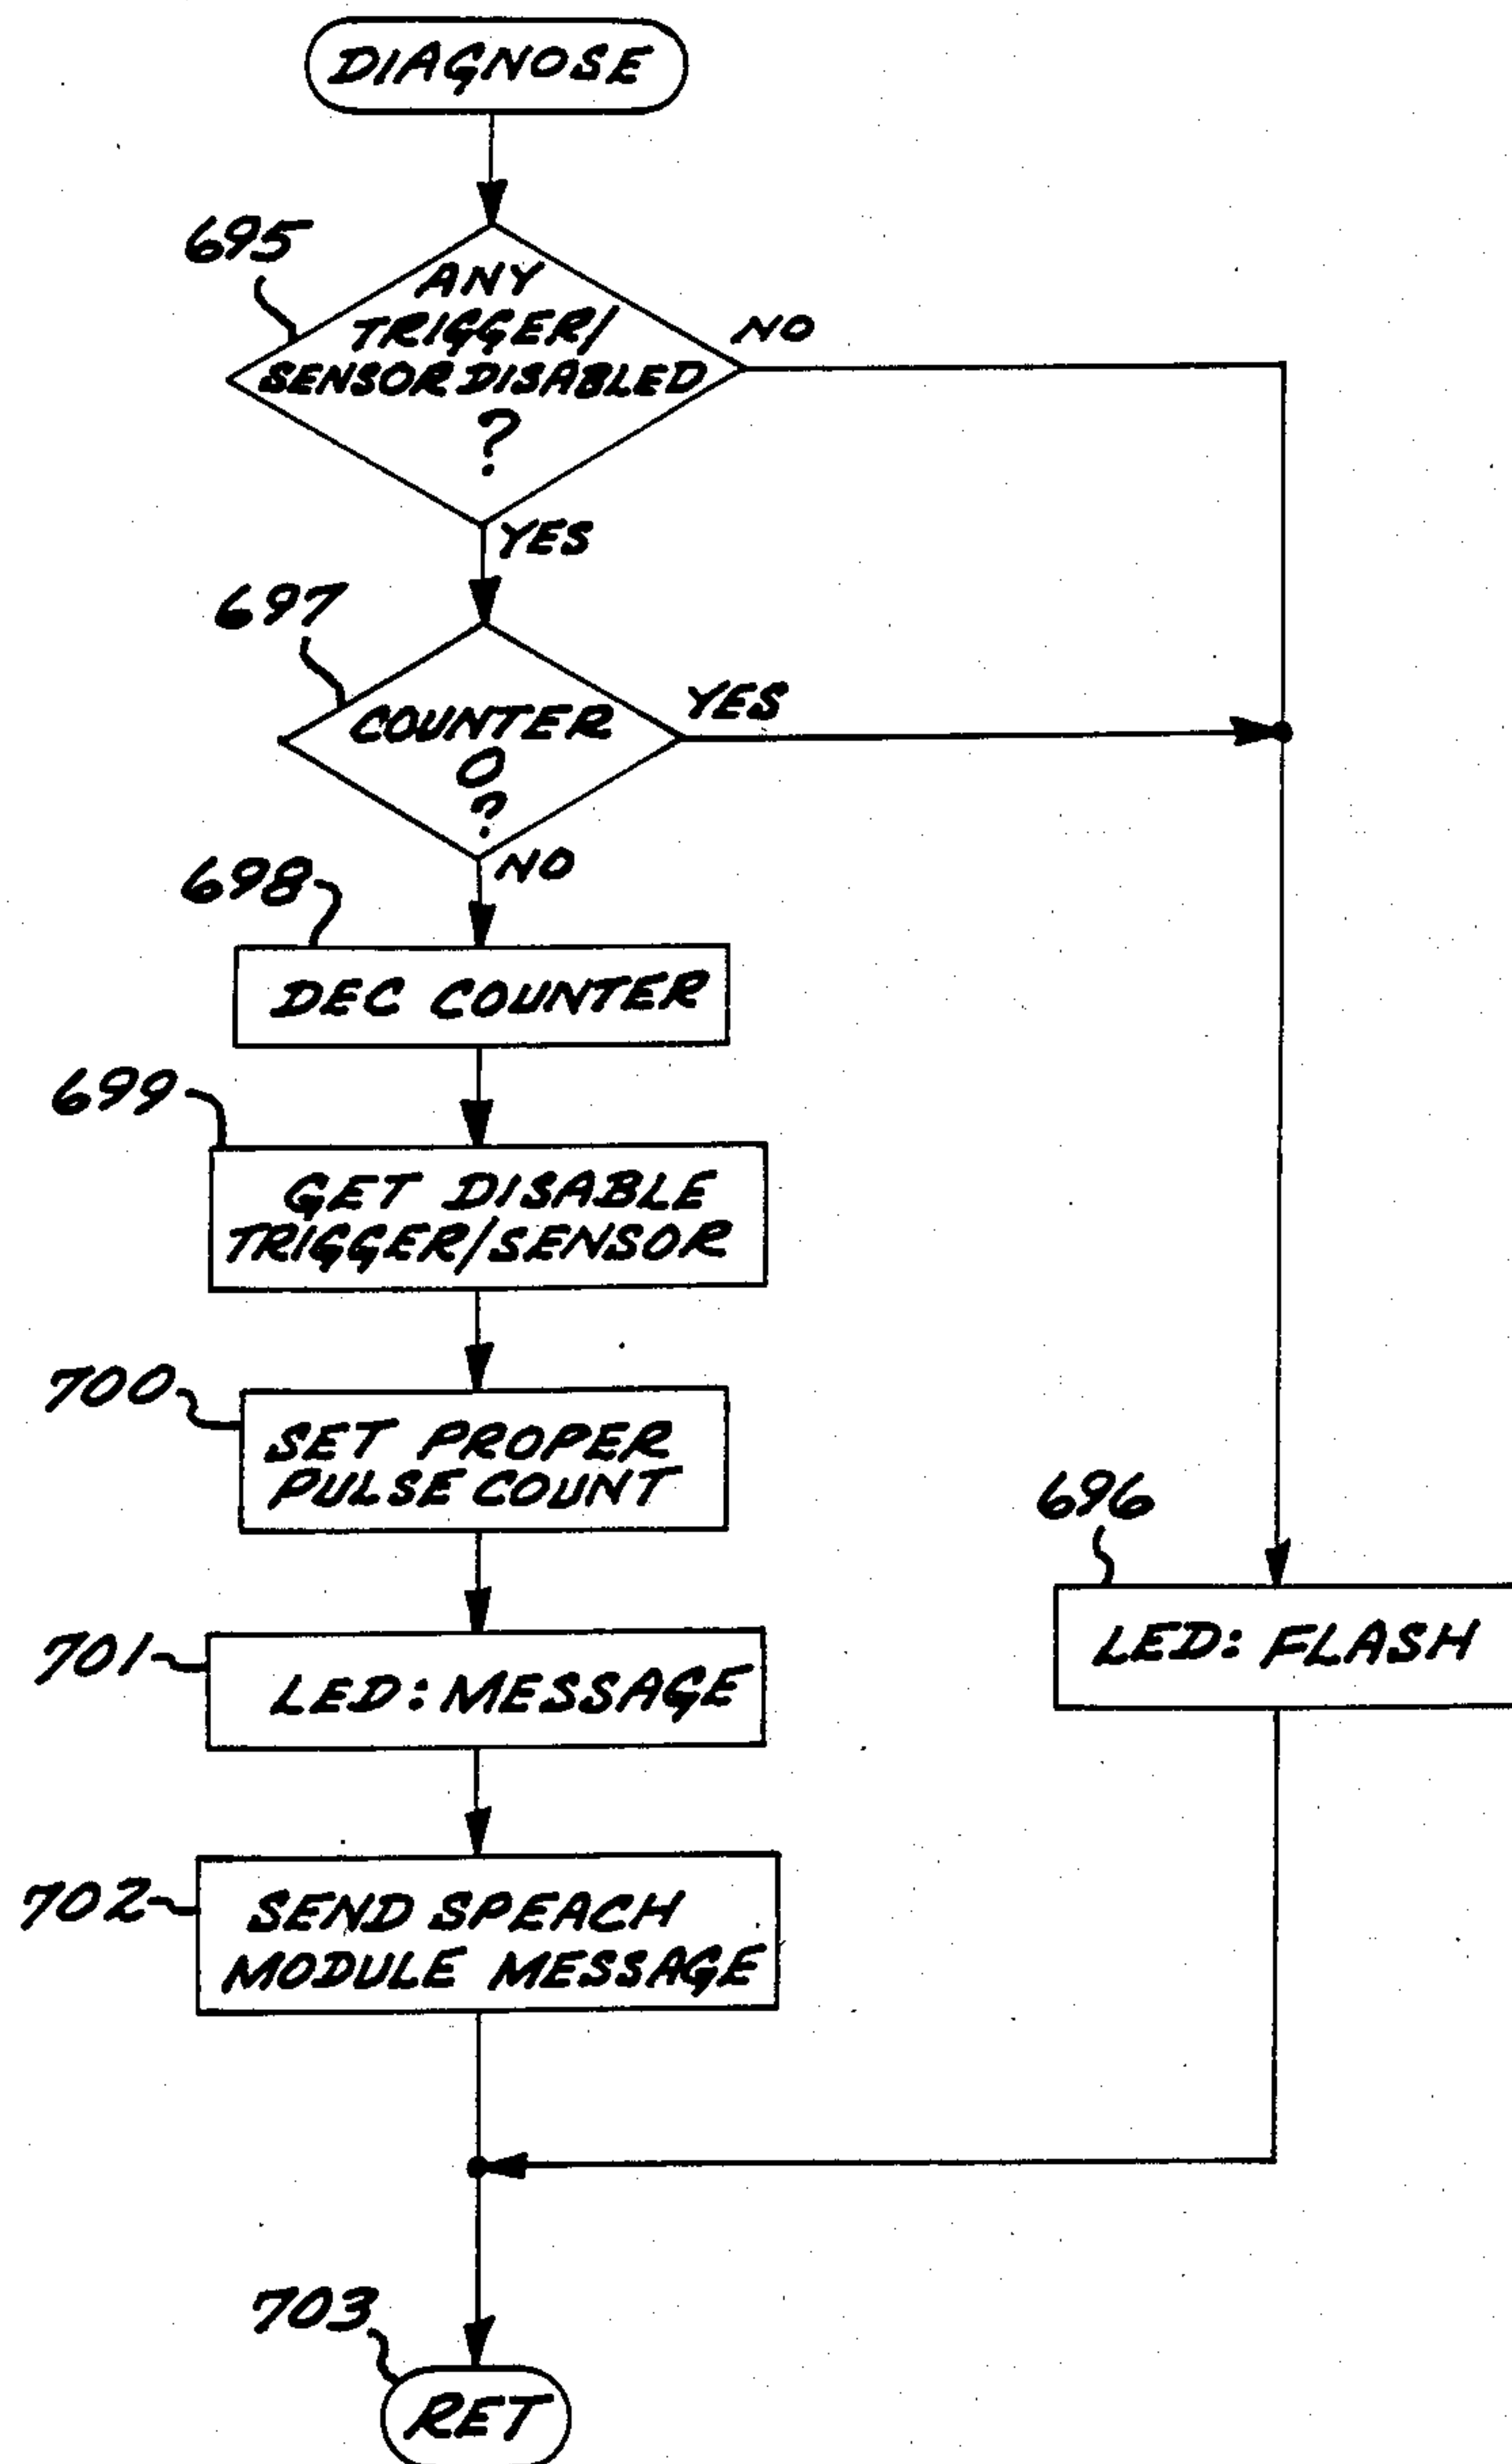 DIAGNOSE
695
ANY
TRIGGER/
SENSOR DISABLED
?
NO
YES
697
COUNTER
0
?
YES
NO
698
DEC COUNTER
699
GET DISABLE
TRIGGER/SENSOR
700
SET PROPER
PULSE COUNT
696
LED: FLASH
701
LED: MESSAGE
702
SEND SPEACH
MODULE MESSAGE
703
RET